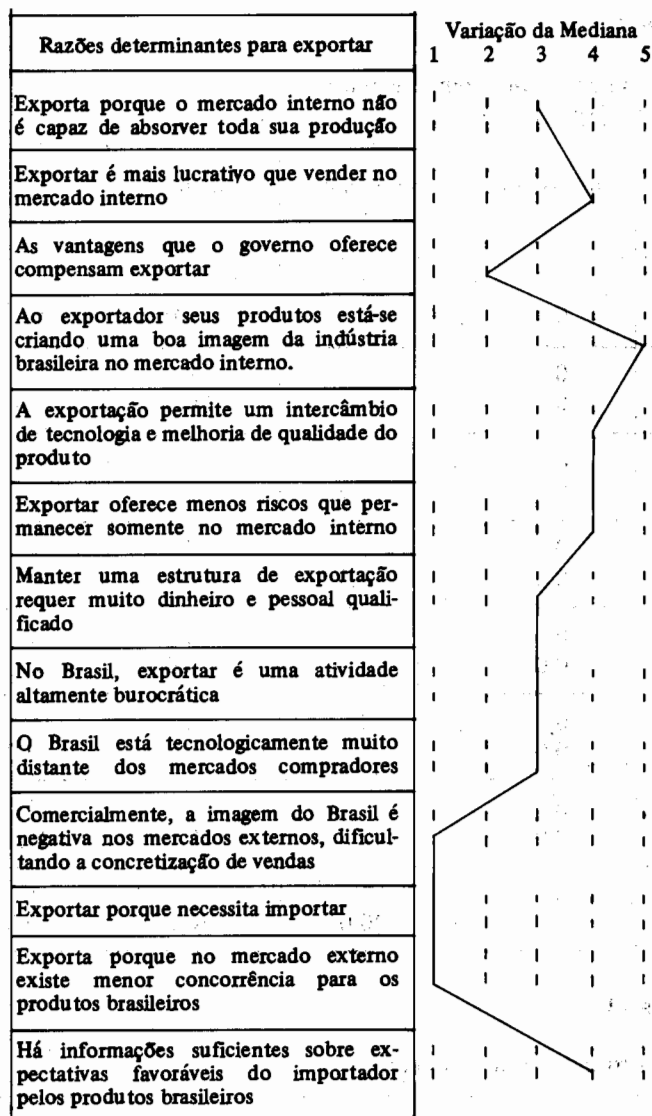 Razões determinantes para exportar
Variação da Mediana
1 2 3 4 5
Exporta porque o mercado interno não
é capaz de absorver toda sua produção
Exportar é mais lucrativo que vender no
mercado interno
As vantagens que o governo oferece
compensam exportar
Ao exportador seus produtos está-se
criando uma boa imagem da indústria
brasileira no mercado interno.
A exportação permite um intercâmbio
de tecnologia e melhoria de qualidade do
produto
Exportar oferece menos riscos que per-
manecer somente no mercado interno
Manter uma estrutura de exportação
requer muito dinheiro e pessoal quali-
ficado
No Brasil, exportar é uma atividade
altamente burocrática
O Brasil está tecnologicamente muito
distante dos mercados compradores
Comercialmente, a imagem do Brasil é
negativa nos mercados externos, dificul-
tando a concretização de vendas
Exportar porque necessita importar
Exporta porque no mercado externo
existe menor concorrência para os
produtos brasileiros
Há informações suficientes sobre ex-
pectativas favoráveis do importador
pelos produtos brasileiros